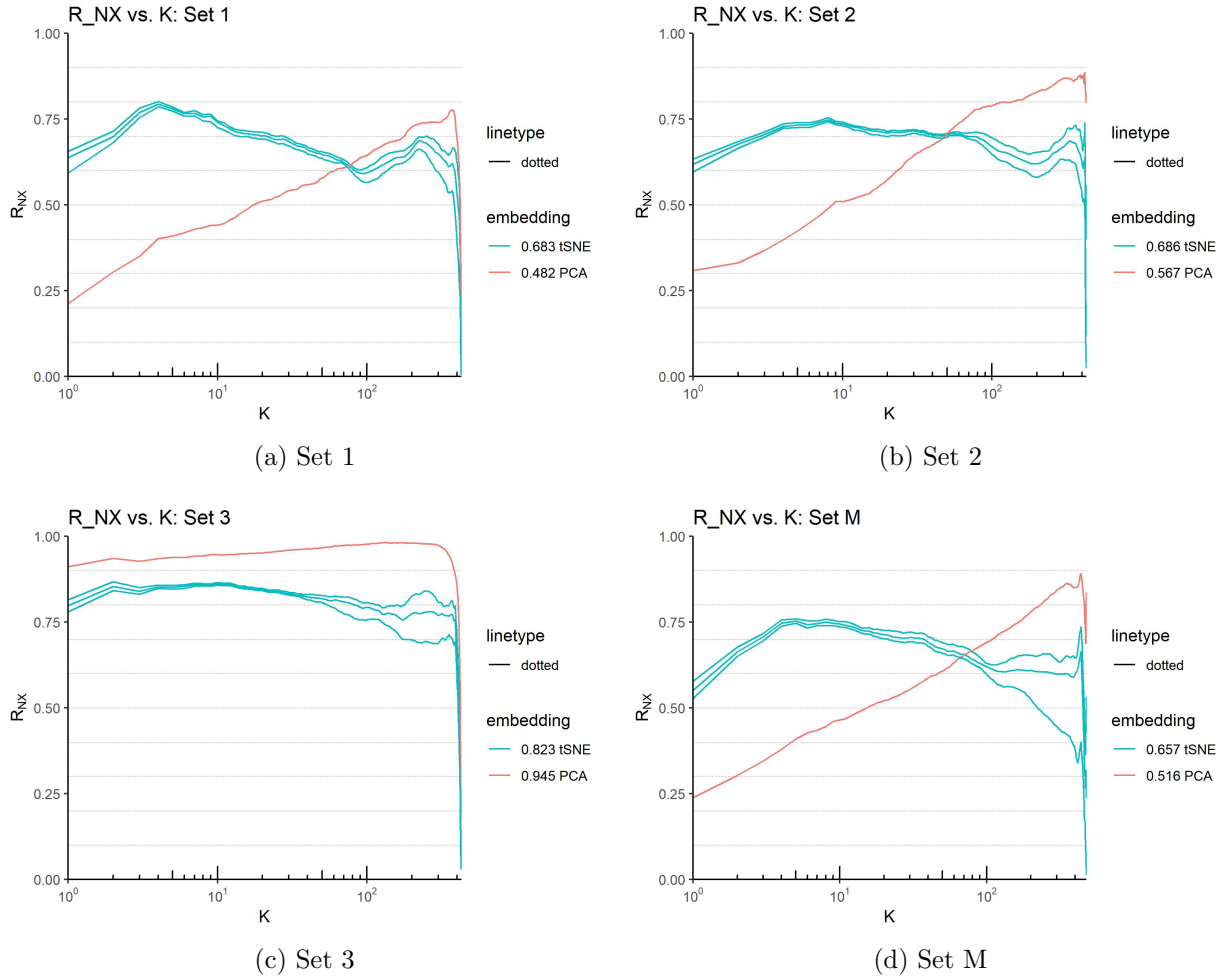 R_NX vs. K: Set 1
1.00
0.75
0.50
0.25
0.00
R_NX
10^0
10^1
10^2
K
linetype
dotted
embedding
0.683 tSNE
0.482 PCA
(a) Set 1
R_NX vs. K: Set 2
1.00
0.75
0.50
0.25
0.00
R_NX
10^0
10^1
10^2
K
linetype
dotted
embedding
0.686 tSNE
0.567 PCA
(b) Set 2
R_NX vs. K: Set 3
1.00
0.75
0.50
0.25
0.00
R_NX
10^0
10^1
10^2
K
linetype
dotted
embedding
0.823 tSNE
0.945 PCA
(c) Set 3
R_NX vs. K: Set M
1.00
0.75
0.50
0.25
0.00
R_NX
10^0
10^1
10^2
K
linetype
dotted
embedding
0.657 tSNE
0.516 PCA
(d) Set M